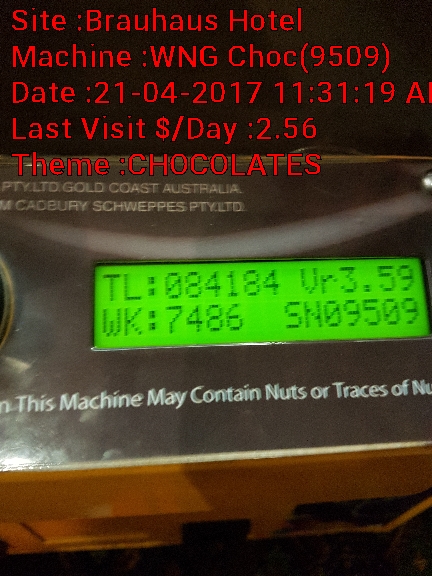 Site :Brauhaus Hotel
Machine :WNG Choc(9509)
Date :21-04-2017 11:31:19 A
Last Visit $/Day :2.56
Theme :CHOCOLATES
PTY.LTD.GOLD COAST AUSTRALIA.
M CADBURY SCHWEPPES PTY.LTD.
TL:084184 Vr3.59
WK:7486 SN09509
n This Machine May Contain Nuts or Traces of Nu